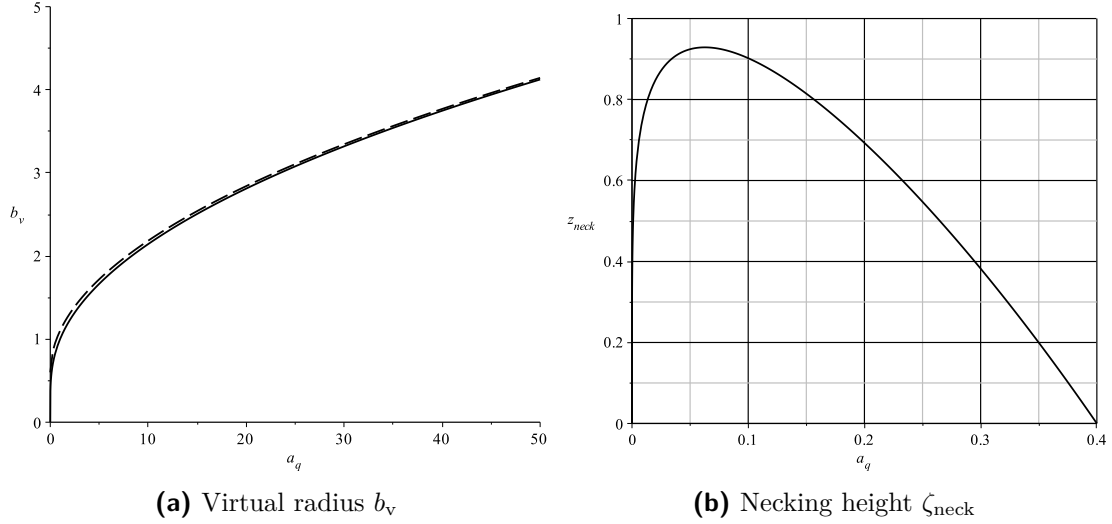 5
4
3
b_v
2
1
0
0 10 20 30 40 50
a_q
(a) Virtual radius b_v
1
0.8
0.6
z_neck
0.4
0.2
0
0 0.1 0.2 0.3 0.4
a_q
(b) Necking height ζ_neck